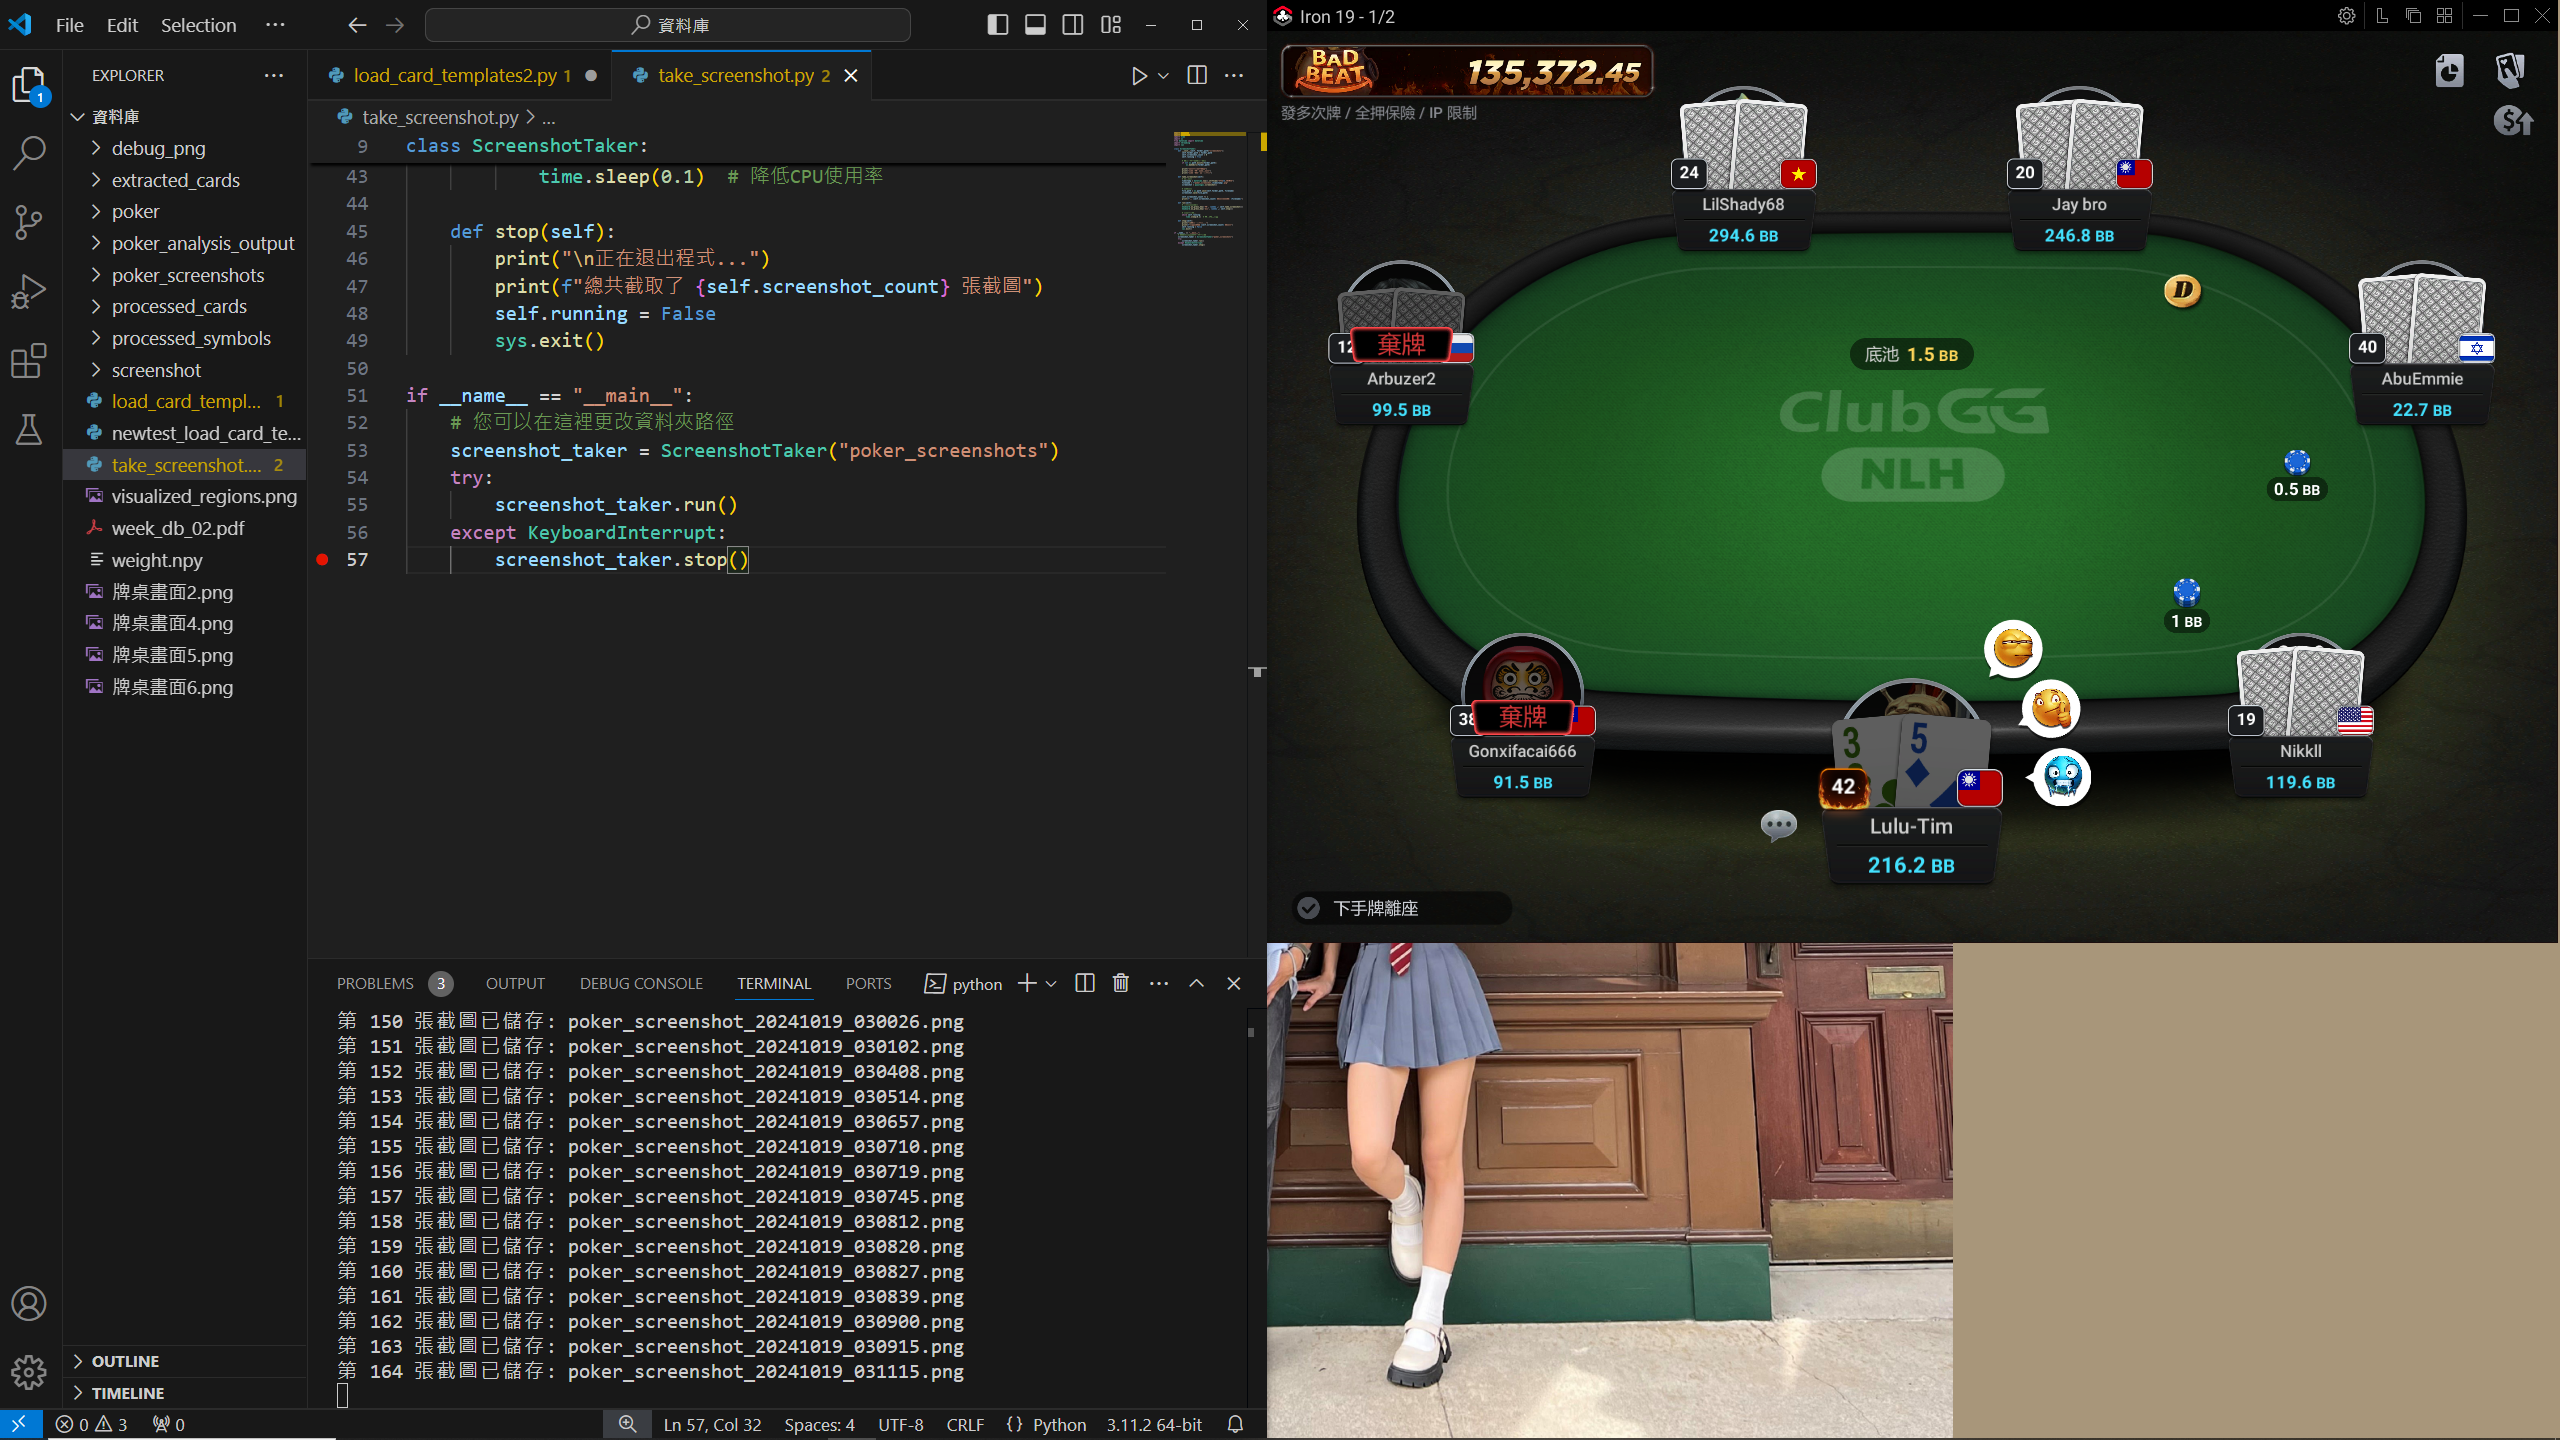 File Edit Selection ···
資料庫
EXPLORER ···
資料庫
debug_png
extracted_cards
poker
poker_analysis_output
poker_screenshots
processed_cards
processed_symbols
screenshot
load_card_templ... 1
newtest_load_card_te...
take_screenshot.... 2
visualized_regions.png
week_db_02.pdf
weight.npy
牌桌畫面2.png
牌桌畫面4.png
牌桌畫面5.png
牌桌畫面6.png
OUTLINE
TIMELINE
1
load_card_templates2.py 1
take_screenshot.py 2
take_screenshot.py > ...
9 class ScreenshotTaker:
43 time.sleep(0.1) # 降低CPU使用率
44
45 def stop(self):
46 print("\n正在退出程式...")
47 print(f"總共截取了 {self.screenshot_count} 張截圖")
48 self.running = False
49 sys.exit()
50
51 if __name__ == "__main__":
52 # 您可以在這裡更改資料夾路徑
53 screenshot_taker = ScreenshotTaker("poker_screenshots")
54 try:
55 screenshot_taker.run()
56 except KeyboardInterrupt:
57 screenshot_taker.stop()
PROBLEMS 3 OUTPUT DEBUG CONSOLE TERMINAL PORTS python
第 150 張截圖已儲存: poker_screenshot_20241019_030026.png
第 151 張截圖已儲存: poker_screenshot_20241019_030102.png
第 152 張截圖已儲存: poker_screenshot_20241019_030408.png
第 153 張截圖已儲存: poker_screenshot_20241019_030514.png
第 154 張截圖已儲存: poker_screenshot_20241019_030657.png
第 155 張截圖已儲存: poker_screenshot_20241019_030710.png
第 156 張截圖已儲存: poker_screenshot_20241019_030719.png
第 157 張截圖已儲存: poker_screenshot_20241019_030745.png
第 158 張截圖已儲存: poker_screenshot_20241019_030812.png
第 159 張截圖已儲存: poker_screenshot_20241019_030820.png
第 160 張截圖已儲存: poker_screenshot_20241019_030827.png
第 161 張截圖已儲存: poker_screenshot_20241019_030839.png
第 162 張截圖已儲存: poker_screenshot_20241019_030900.png
第 163 張截圖已儲存: poker_screenshot_20241019_030915.png
第 164 張截圖已儲存: poker_screenshot_20241019_031115.png
0 3 0 Ln 57, Col 32 Spaces: 4 UTF-8 CRLF {} Python 3.11.2 64-bit
Iron 19 - 1/2
BAD BEAT 135,372.45
發多次牌 / 全押保險 / IP 限制
24
LilShady68
294.6 BB
20
Jay bro
246.8 BB
D
12
棄牌
Arbuzer2
99.5 BB
40
AbuEmmie
22.7 BB
底池 1.5 BB
ClubGG
NLH
0.5 BB
1 BB
38
棄牌
Gonxifacai666
91.5 BB
3 5
42
Lulu-Tim
216.2 BB
19
Nikkll
119.6 BB
下手牌離座